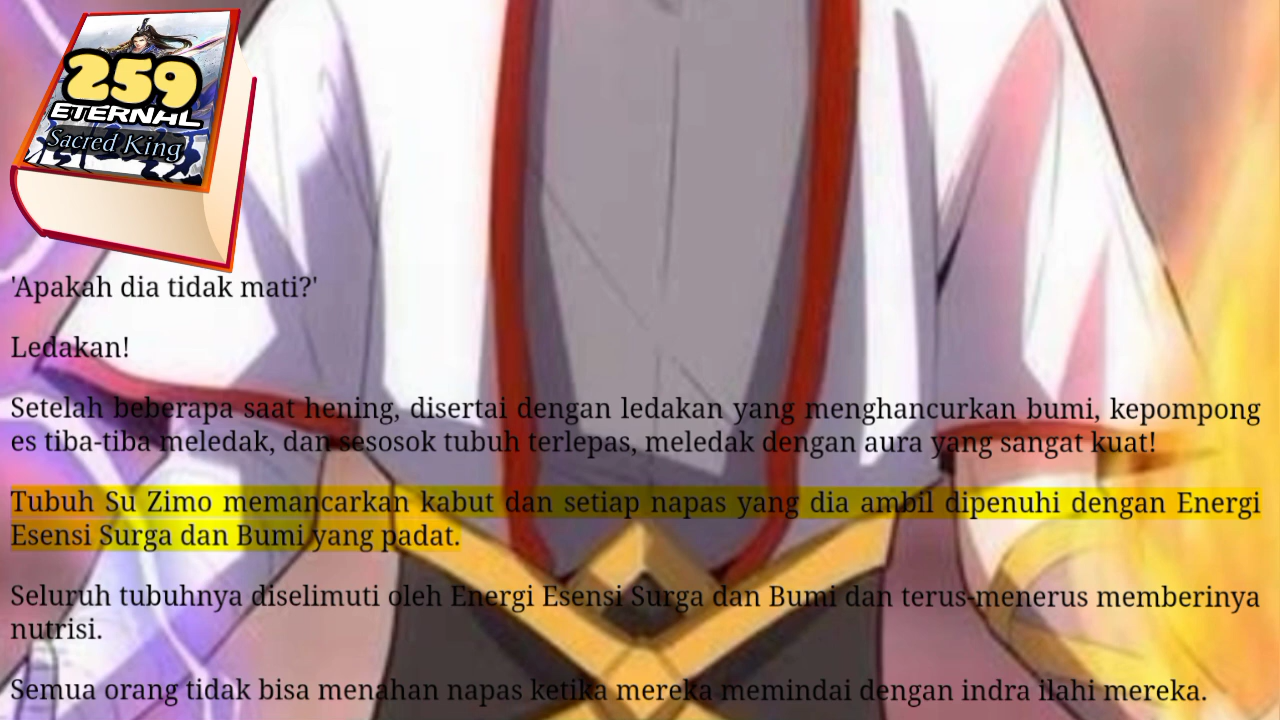 259
ETERNAL
Sacred King
'Apakah dia tidak mati?'
Ledakan!
Setelah beberapa saat hening, disertai dengan ledakan yang menghancurkan bumi, kepompong
es tiba-tiba meledak, dan sesosok tubuh terlepas, meledak dengan aura yang sangat kuat!
Tubuh Su Zimo memancarkan kabut dan setiap napas yang dia ambil dipenuhi dengan Energi
Esensi Surga dan Bumi yang padat.
Seluruh tubuhnya diselimuti oleh Energi Esensi Surga dan Bumi dan terus-menerus memberinya
nutrisi.
Semua orang tidak bisa menahan napas ketika mereka memindai dengan indra ilahi mereka.